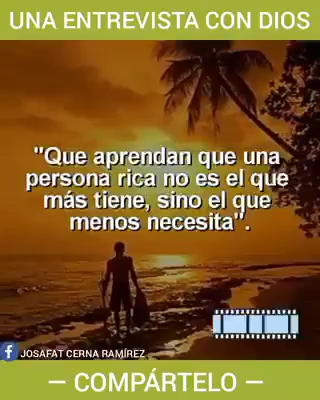 UNA ENTREVISTA CON DIOS
"Que aprendan que una
persona rica no es el que
más tiene, sino el que
menos necesita".
f JOSAFAT CERNA RAMÍREZ
— COMPÁRTELO —